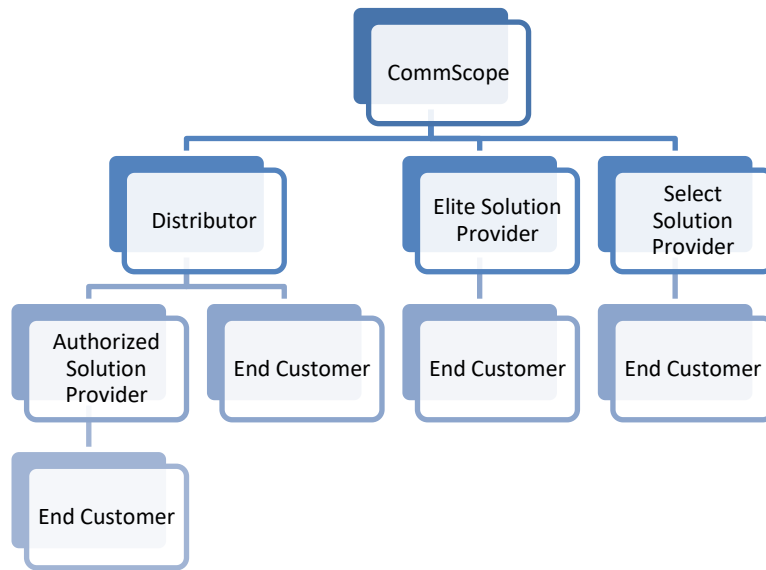 CommScope
Distributor
Elite Solution
Provider
Select
Solution
Provider
Authorized
Solution
Provider
End Customer
End Customer
End Customer
End Customer